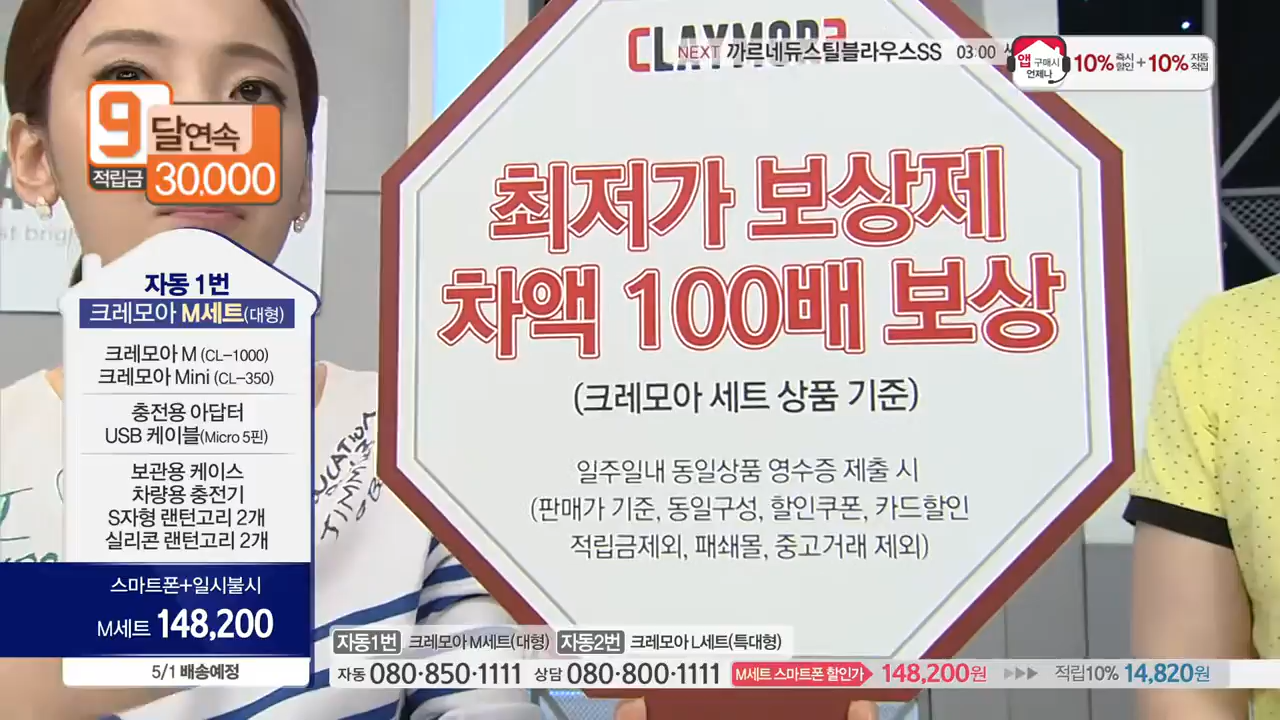 CLAYMOR
NEXT 까르네듀스틸블라우스SS 03:00
앱 구매시 언제나
10% 즉시 할인 + 10% 자동 적립
9달연속
적립금 30,000
최저가 보상제
차액 100배 보상
(크레모아 세트 상품 기준)
일주일내 동일상품 영수증 제출 시
(판매가 기준, 동일구성, 할인쿠폰, 카드할인
적립금제외, 패쇄몰, 중고거래 제외)
자동 1번
크레모아 M세트(대형)
크레모아 M (CL-1000)
크레모아 Mini (CL-350)
충전용 아답터
USB 케이블(Micro 5핀)
보관용 케이스
차량용 충전기
S자형 랜턴고리 2개
실리콘 랜턴고리 2개
스마트폰+일시불시
M세트 148,200
5/1 배송예정
자동1번 크레모아 M세트(대형) 자동2번 크레모아 L세트(특대형)
자동 080·850·1111 상담 080·800·1111 M세트 스마트폰 할인가 148,200원 적립10% 14,820원